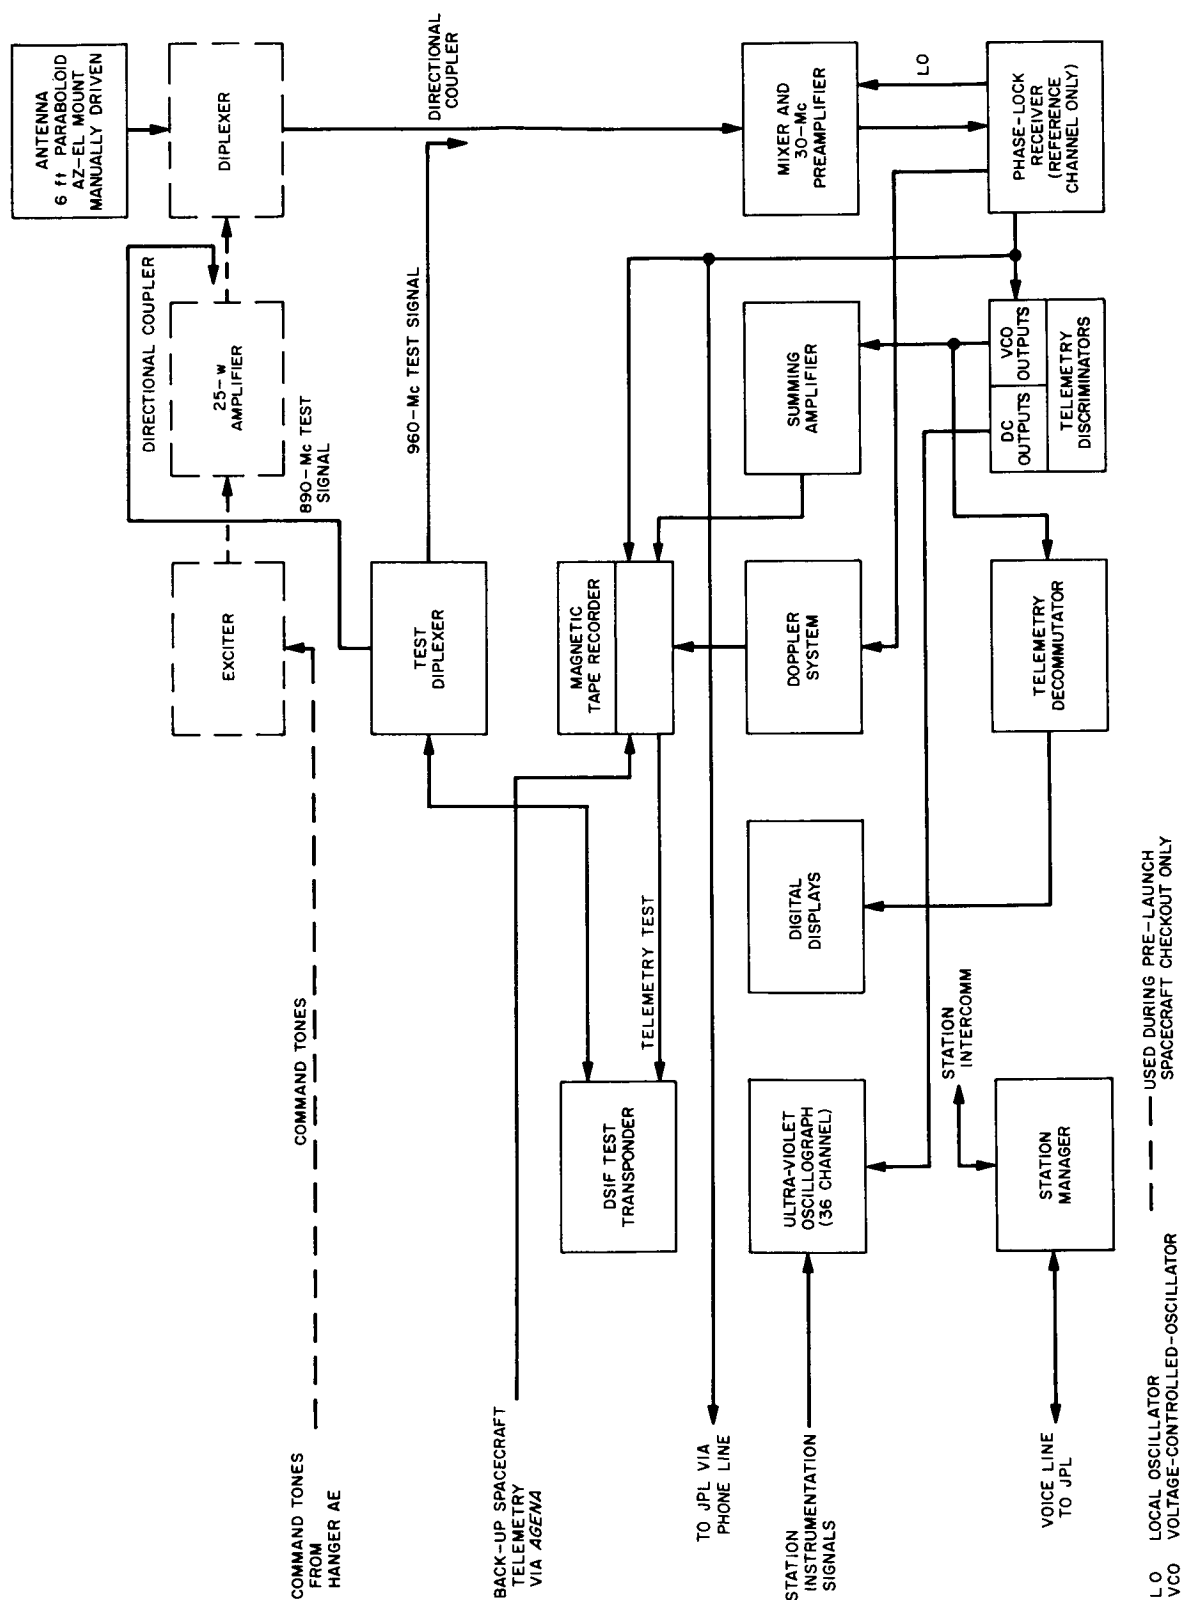 ANTENNA
6 ft PARABOLOID
AZ-EL MOUNT
MANUALLY DRIVEN
DIPLEXER
DIRECTIONAL
COUPLER
MIXER AND
30-Mc
PREAMPLIFIER
LO
PHASE-LOCK
RECEIVER
(REFERENCE
CHANNEL ONLY)
DIRECTIONAL COUPLER
25-w
AMPLIFIER
890-Mc TEST
SIGNAL
960-Mc TEST SIGNAL
SUMMING
AMPLIFIER
DC
OUTPUTS
VCO
OUTPUTS
TELEMETRY
DISCRIMINATORS
EXCITER
TEST
DIPLEXER
MAGNETIC
TAPE RECORDER
DOPPLER
SYSTEM
TELEMETRY
DECOMMUTATOR
DIGITAL
DISPLAYS
COMMAND TONES
TELEMETRY TEST
STATION
INTERCOMM
DSIF TEST
TRANSPONDER
ULTRA-VIOLET
OSCILLOGRAPH
(36 CHANNEL)
STATION
MANAGER
COMMAND TONES
FROM
HANGER AE
BACK-UP SPACECRAFT
TELEMETRY
VIA AGENA
TO JPL VIA
PHONE LINE
STATION
INSTRUMENTATION
SIGNALS
VOICE LINE
TO JPL
LO LOCAL OSCILLATOR
VCO VOLTAGE-CONTROLLED-OSCILLATOR
USED DURING PRE-LAUNCH
SPACECRAFT CHECKOUT ONLY